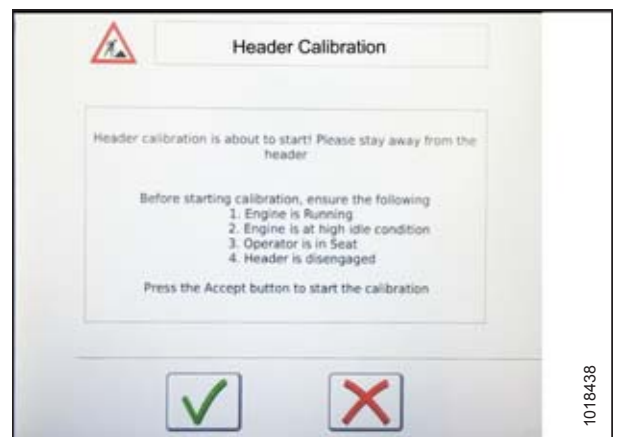 Header Calibration
Header calibration is about to start! Please stay away from the
header
Before starting calibration, ensure the following
1. Engine is Running
2. Engine is at high idle condition
3. Operator is in Seat
4. Header is disengaged
Press the Accept button to start the calibration
1018438